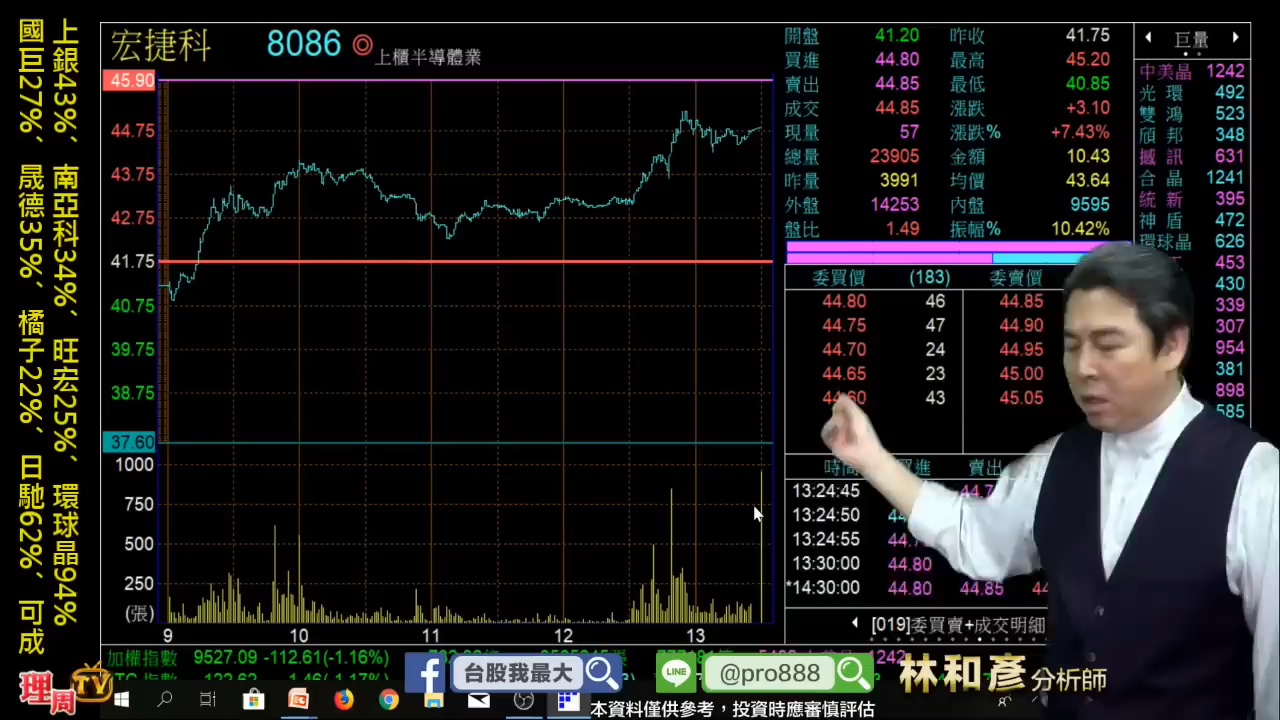 上銀43%、 南亞科34%、 旺宏25%、 環球晶94%
國巨27%、 晟德35%、 橘子22%、 日馳62%、 可成
宏捷科 8086 ◎ 上櫃半導體業
45.90
44.75
43.75
42.75
41.75
40.75
39.75
38.75
37.60
1000
750
500
250
(張)
9 10 11 12 13
開盤 41.20 昨收 41.75
買進 44.80 最高 45.20
賣出 44.85 最低 40.85
成交 44.85 漲跌 +3.10
現量 57 漲跌% +7.43%
總量 23905 金額 10.43
昨量 3991 均價 43.64
外盤 14253 內盤 9595
盤比 1.49 振幅% 10.42%
委買價 (183) 委賣價
44.80 46 44.85
44.75 47 44.90
44.70 24 44.95
44.65 23 45.00
44.60 43 45.05
時間 買進 賣出
13:24:45
13:24:50
13:24:55
13:30:00 44.80
*14:30:00 44.80 44.85
[019]委買賣+成交明細
巨量
中美晶 1242
光環 492
雙鴻 523
頎邦 348
撼訊 631
合晶 1241
統新 395
神盾 472
環球晶 626
453
430
339
307
954
381
898
585
加權指數 9527.09 -112.61(-1.16%)
台股我最大
LINE @pro888
林和彥 分析師
理周TV
本資料僅供參考，投資時應審慎評估